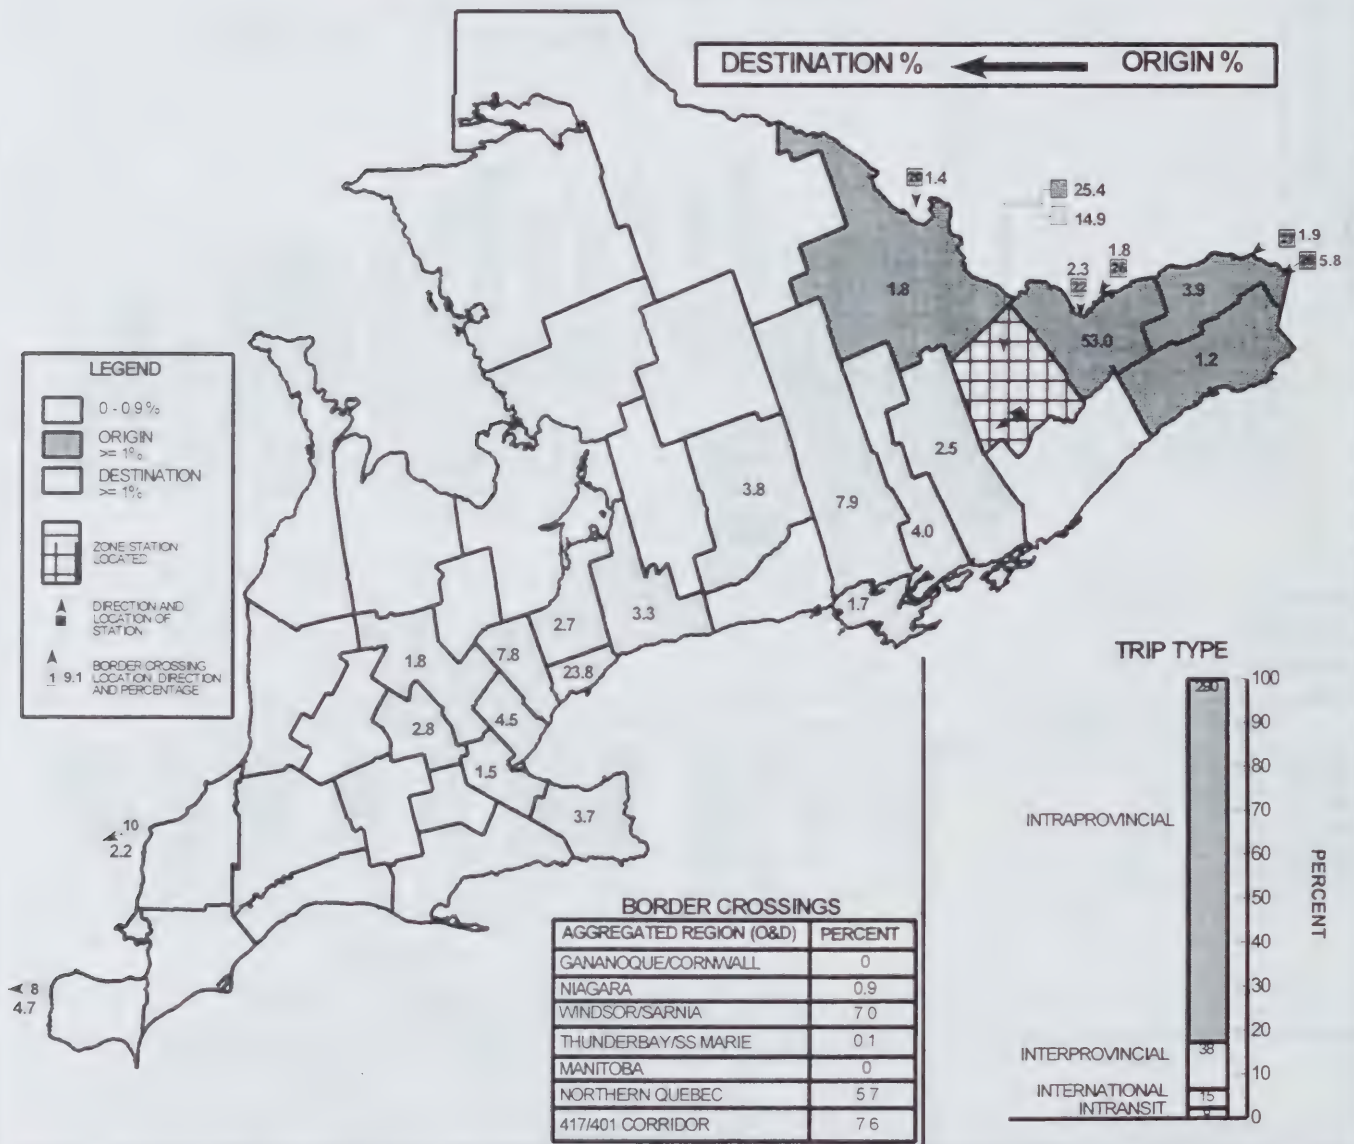 DESTINATION % ORIGIN %
1.4
25.4
14.9
1.9
5.8
2.3
22
1.8
26
1.8
3.9
53.0
1.2
LEGEND
0 - 0.9%
ORIGIN
>= 1%
DESTINATION
>= 1%
ZONE STATION
LOCATED
DIRECTION AND
LOCATION OF
STATION
1 9.1
BORDER CROSSING
LOCATION, DIRECTION
AND PERCENTAGE
2.5
3.8
7.9
4.0
1.7
3.3
2.7
7.8
23.8
1.8
4.5
2.8
1.5
3.7
10
2.2
8
4.7
TRIP TYPE
290
100
90
80
70
60
50
40
30
20
10
0
PERCENT
INTRAPROVINCIAL
INTERPROVINCIAL
38
INTERNATIONAL
15
INTRANSIT
BORDER CROSSINGS
AGGREGATED REGION (O&D) PERCENT
GANANOQUE/CORNWALL 0
NIAGARA 0.9
WINDSOR/SARNIA 7 0
THUNDERBAY/SS MARIE 0 1
MANITOBA 0
NORTHERN QUEBEC 5 7
417/401 CORRIDOR 7 6